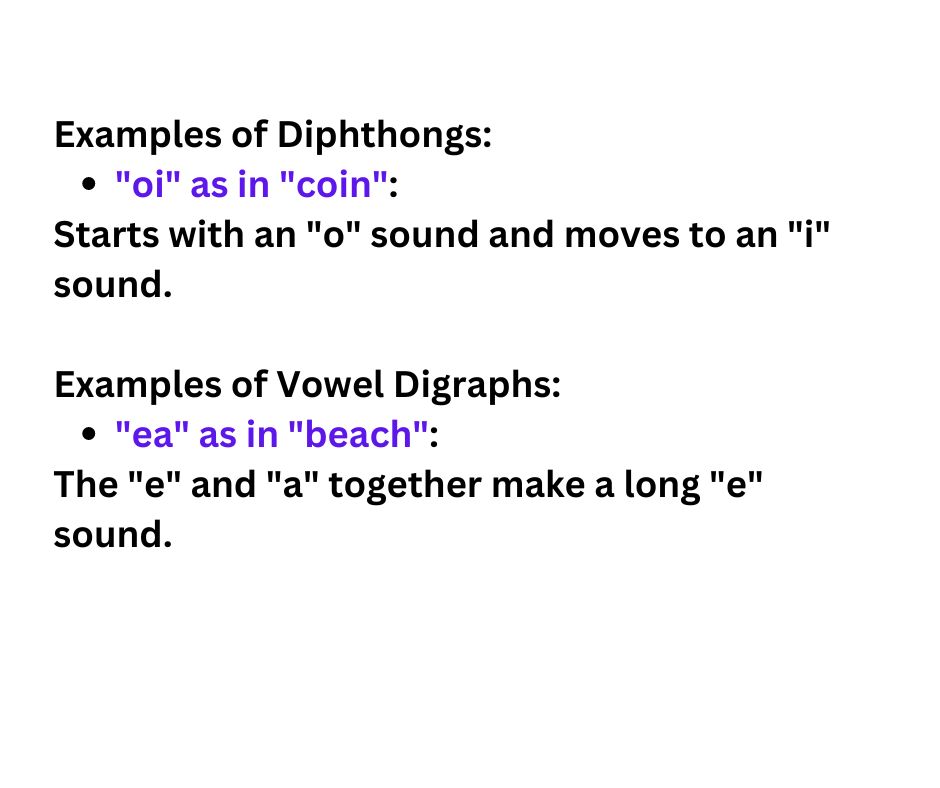 Examples of Diphthongs:
• "oi" as in "coin":
Starts with an "o" sound and moves to an "i"
sound.
Examples of Vowel Digraphs:
• "ea" as in "beach":
The "e" and "a" together make a long "e"
sound.